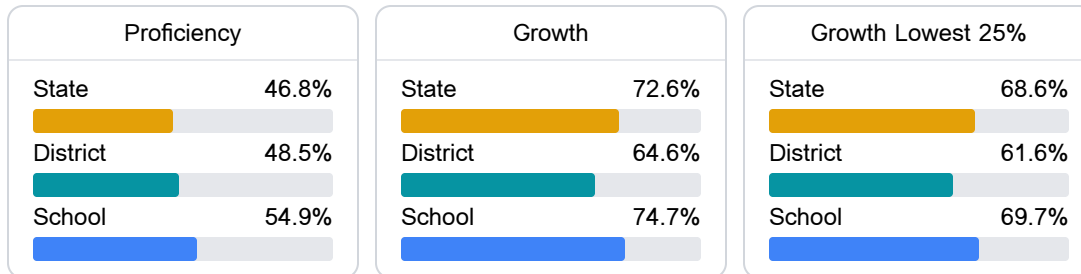 Proficiency
State 46.8%
District 48.5%
School 54.9%
Growth
State 72.6%
District 64.6%
School 74.7%
Growth Lowest 25%
State 68.6%
District 61.6%
School 69.7%